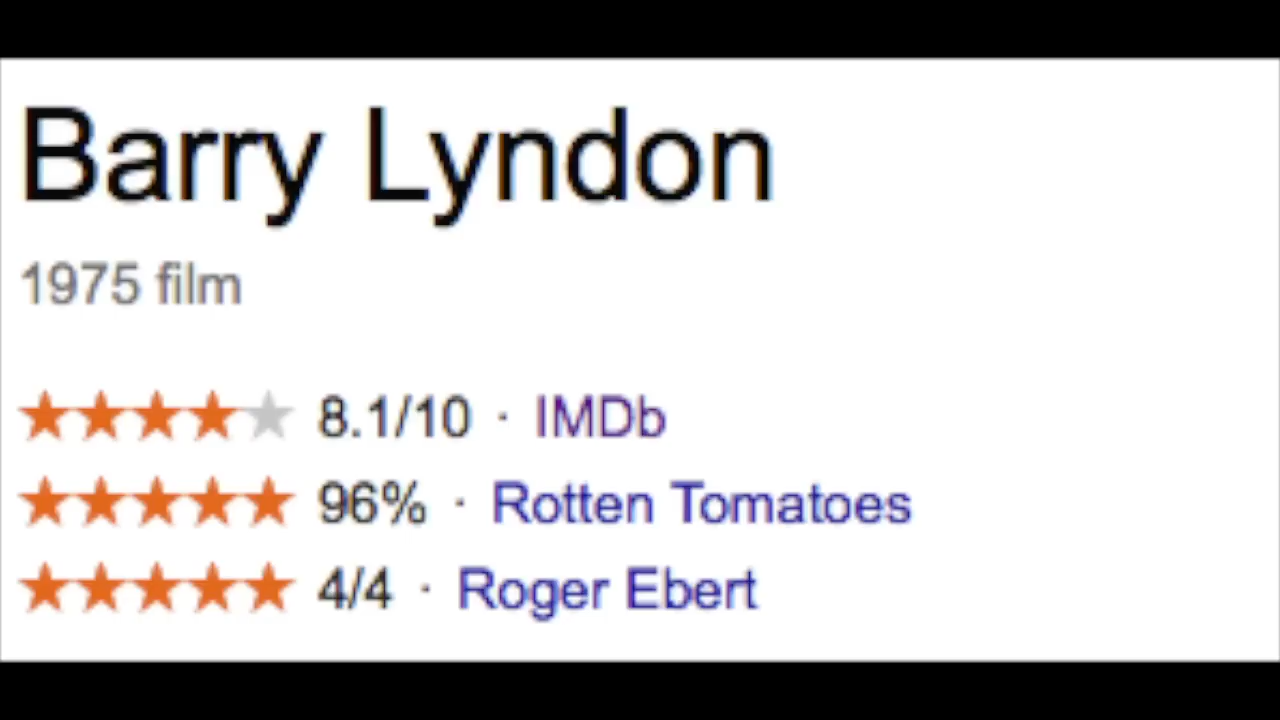 Barry Lyndon
1975 film
8.1/10 · IMDb
96% · Rotten Tomatoes
4/4 · Roger Ebert